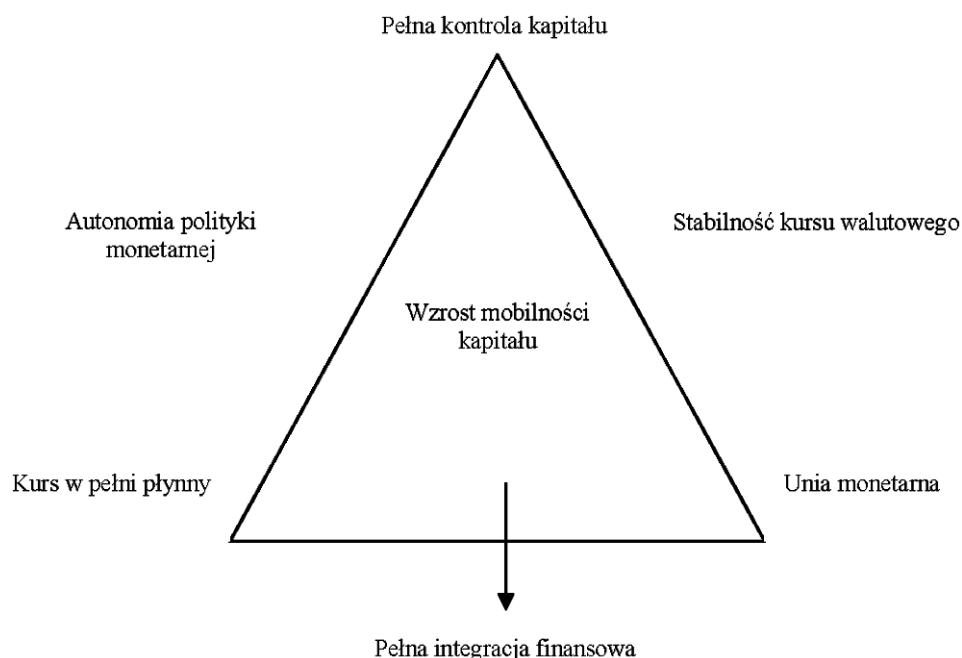 Pełna kontrola kapitału
Autonomia polityki
monetarnej
Stabilność kursu walutowego
Wzrost mobilności
kapitału
Kurs w pełni płynny
Unia monetarna
Pełna integracja finansowa